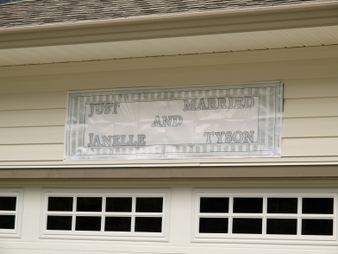 JUST MARRIED
AND
JANELLE TYSON